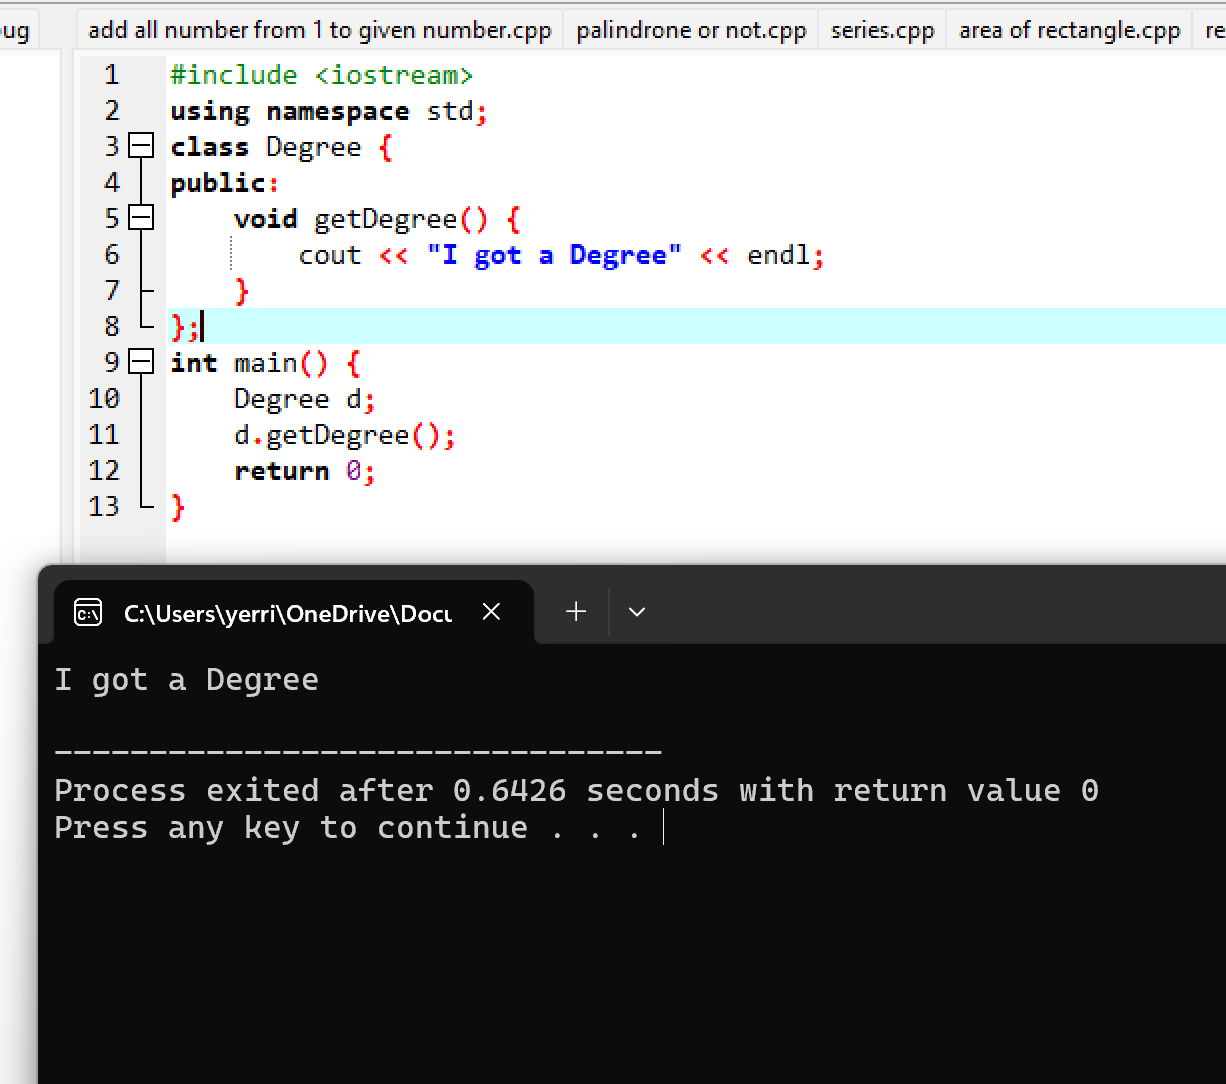 ug add all number from 1 to given number.cpp palindrone or not.cpp series.cpp area of rectangle.cpp re
1 #include <iostream>
2 using namespace std;
3 class Degree {
4 public:
5     void getDegree() {
6         cout << "I got a Degree" << endl;
7     }
8 };
9 int main() {
10     Degree d;
11     d.getDegree();
12     return 0;
13 }
C:\Users\yerri\OneDrive\Docu
I got a Degree
--------------------------------
Process exited after 0.6426 seconds with return value 0
Press any key to continue . . .